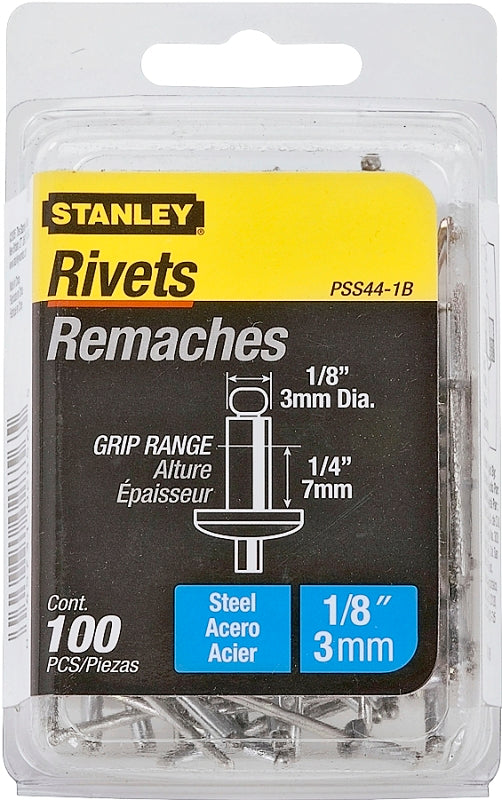 STANLEY®
Rivets
PSS44-1B
Remaches
1/8”
3mm Dia.
GRIP RANGE
Alture
Épaisseur
1/4”
7mm
Cont.
100
PCS/Piezas
Steel
Acero
Acier
1/8″
3mm